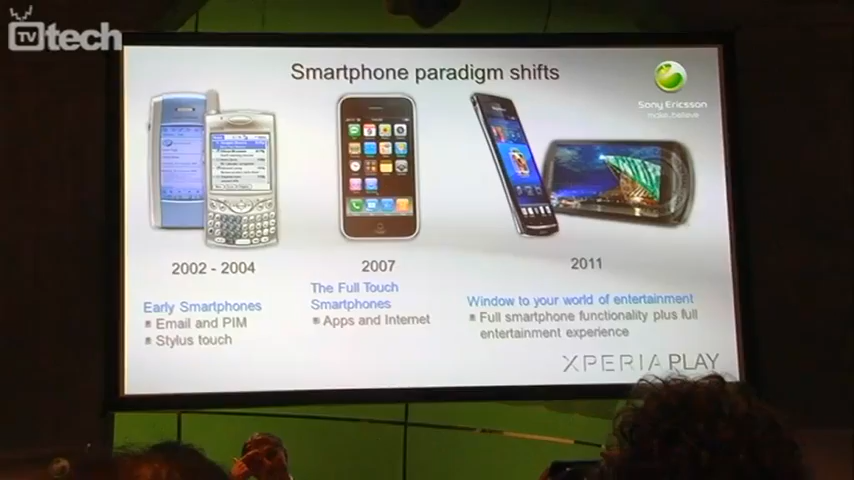 TV tech
Smartphone paradigm shifts
Sony Ericsson
make.believe
2002 - 2004
2007
2011
Early Smartphones
Email and PIM
Stylus touch
The Full Touch
Smartphones
Apps and Internet
Window to your world of entertainment
Full smartphone functionality plus full
entertainment experience
XPERIA PLAY